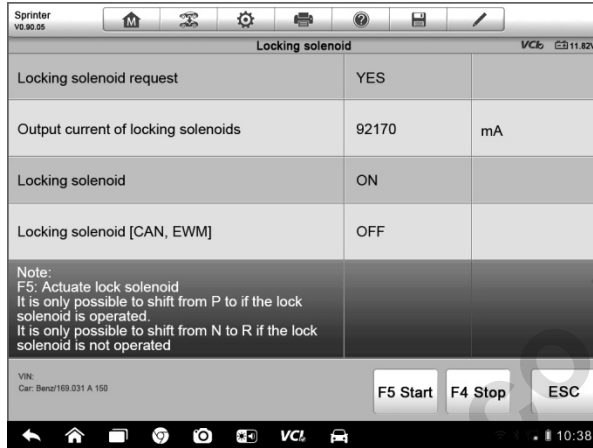 Sprinter
V0.90.05
Locking solenoid
VCI
11.82V
Locking solenoid request YES
Output current of locking solenoids 92170 mA
Locking solenoid ON
Locking solenoid [CAN, EWM] OFF
Note:
F5: Actuate lock solenoid
It is only possible to shift from P to if the lock
solenoid is operated.
It is only possible to shift from N to R if the lock
solenoid is not operated
VIN:
Car: Benz/169.031 A 150
F5 Start F4 Stop ESC
VCI
10:38